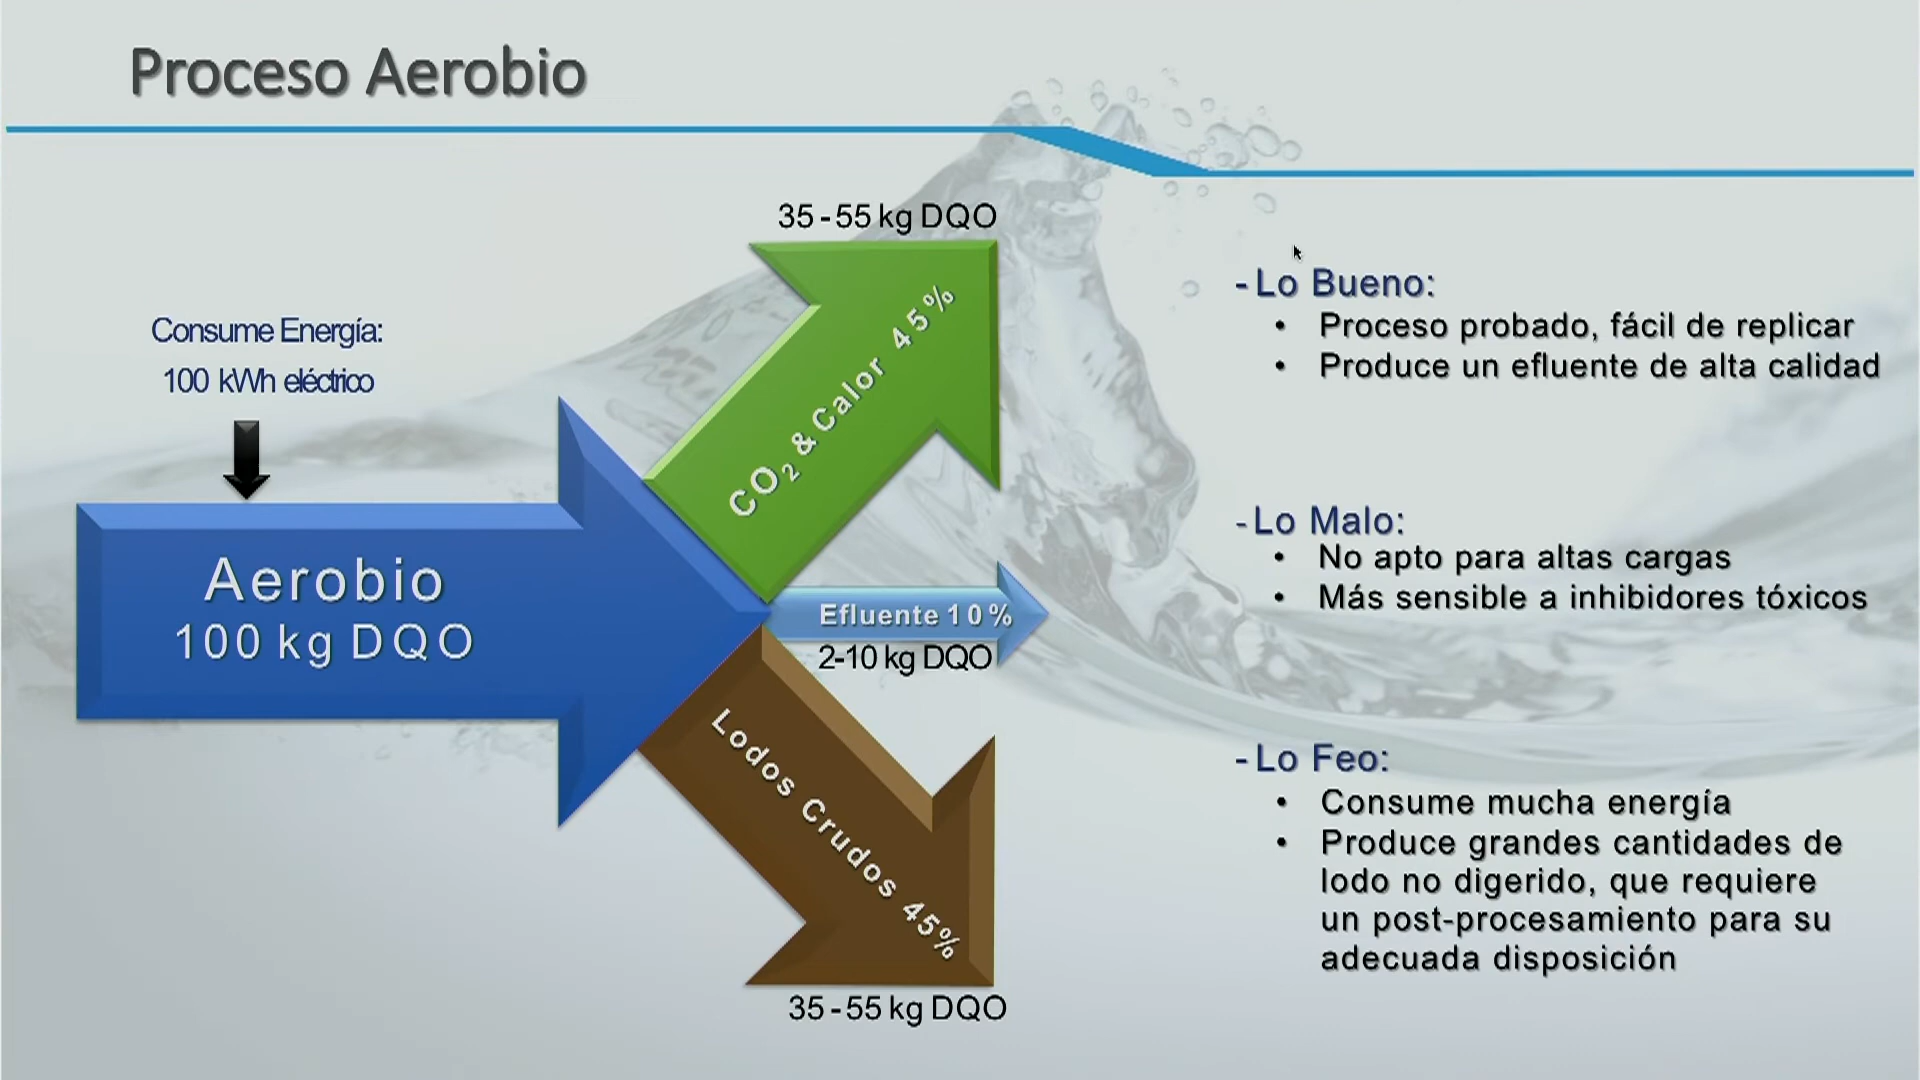 Proceso Aerobio
Consume Energía:
100 kWh eléctrico
Aerobio
100 kg DQO
35-55 kg DQO
CO₂ & Calor 45%
Efluente 10%
2-10 kg DQO
Lodos Crudos 45%
35-55 kg DQO
- Lo Bueno:
• Proceso probado, fácil de replicar
• Produce un efluente de alta calidad
- Lo Malo:
• No apto para altas cargas
• Más sensible a inhibidores tóxicos
- Lo Feo:
• Consume mucha energía
• Produce grandes cantidades de
lodo no digerido, que requiere
un post-procesamiento para su
adecuada disposición